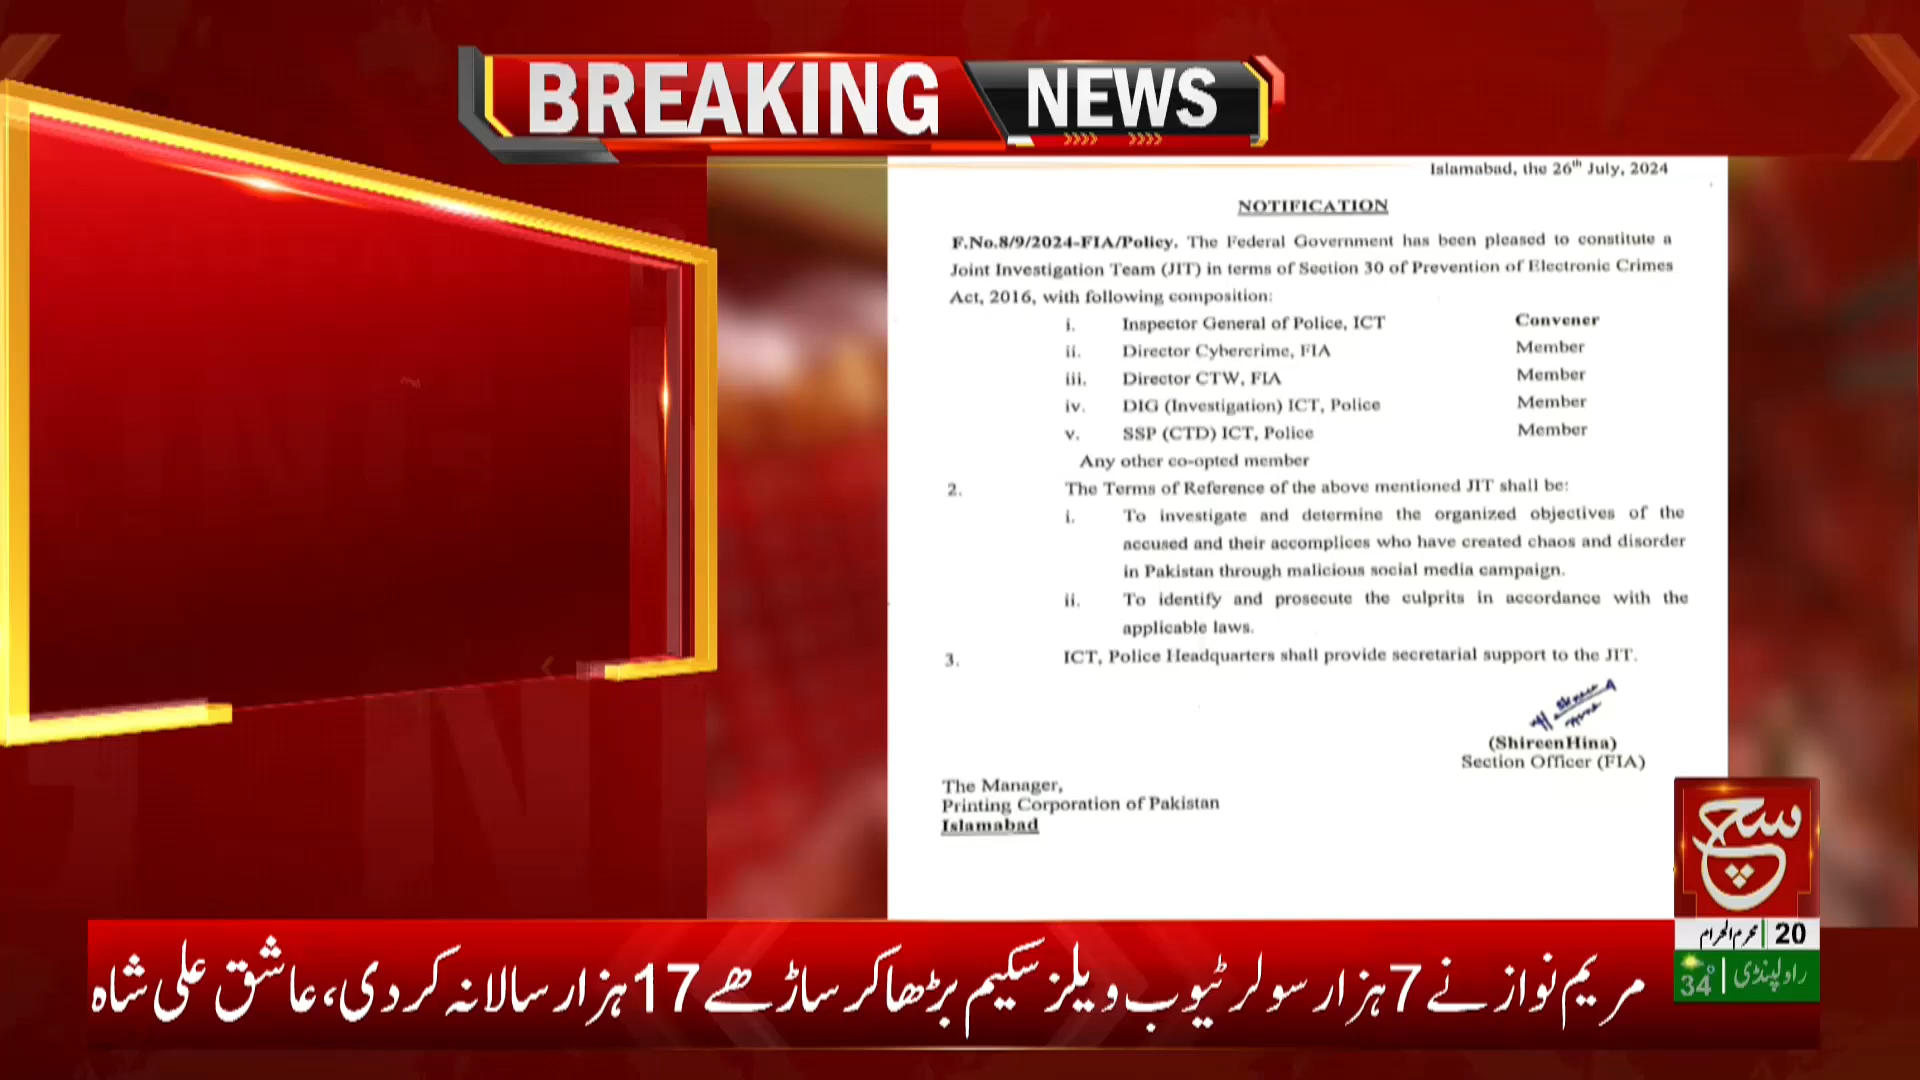 BREAKING NEWS
Islamabad, the 26th July, 2024
NOTIFICATION
F.No.8/9/2024-FIA/Policy. The Federal Government has been pleased to constitute a
Joint Investigation Team (JIT) in terms of Section 30 of Prevention of Electronic Crimes
Act, 2016, with following composition:
i. Inspector General of Police, ICT Convener
ii. Director Cybercrime, FIA Member
iii. Director CTW, FIA Member
iv. DIG (Investigation) ICT, Police Member
v. SSP (CTD) ICT, Police Member
Any other co-opted member
2. The Terms of Reference of the above mentioned JIT shall be:
i. To investigate and determine the organized objectives of the
accused and their accomplices who have created chaos and disorder
in Pakistan through malicious social media campaign.
ii. To identify and prosecute the culprits in accordance with the
applicable laws.
3. ICT, Police Headquarters shall provide secretarial support to the JIT.
(ShireenHina)
Section Officer (FIA)
The Manager,
Printing Corporation of Pakistan
Islamabad
سچ
20 محرم الحرام
راولپنڈی 34°
مریم نواز نے 7 ہزار سولر ٹیوب ویلز سکیم بڑھا کر ساڑھے 17 ہزار سالانہ کر دی، عاشق علی شاہ